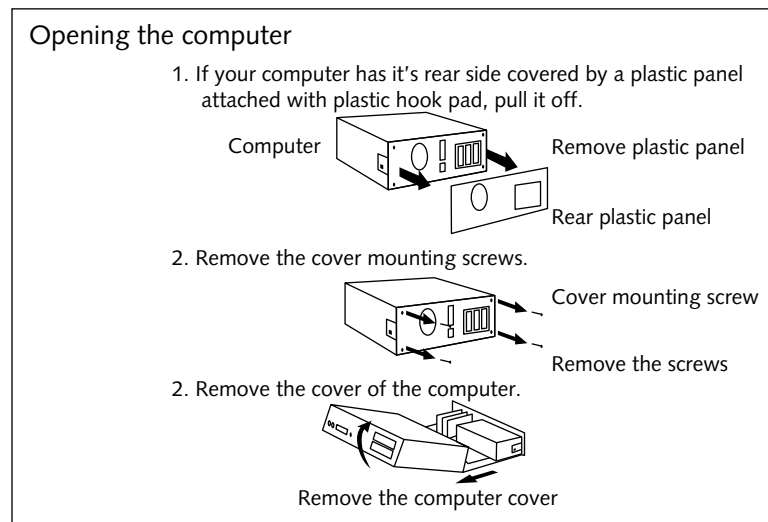 Opening the computer
1. If your computer has it's rear side covered by a plastic panel
attached with plastic hook pad, pull it off.
Computer
Remove plastic panel
Rear plastic panel
2. Remove the cover mounting screws.
Cover mounting screw
Remove the screws
2. Remove the cover of the computer.
Remove the computer cover